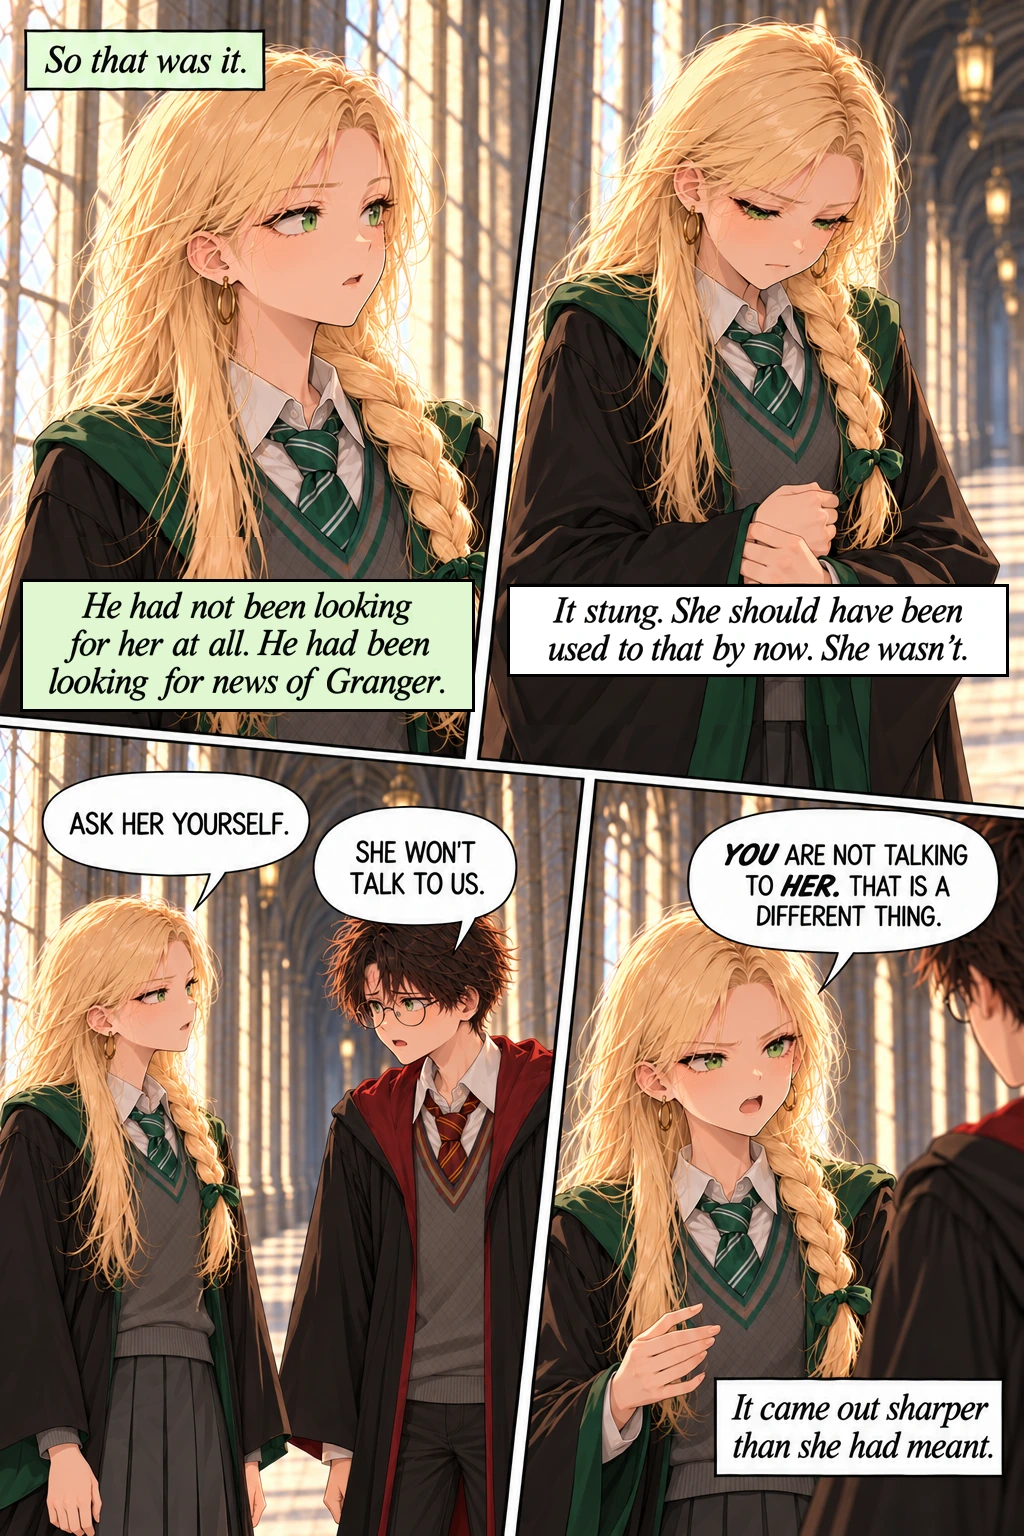 So that was it.
He had not been looking
for her at all. He had been
looking for news of Granger.
It stung. She should have been
used to that by now. She wasn't.
ASK HER YOURSELF.
SHE WON'T
TALK TO US.
YOU ARE NOT TALKING
TO HER. THAT IS A
DIFFERENT THING.
It came out sharper
than she had meant.